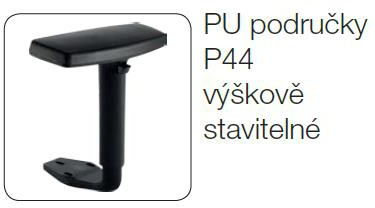 PU područky
P44
výškově
stavitelné